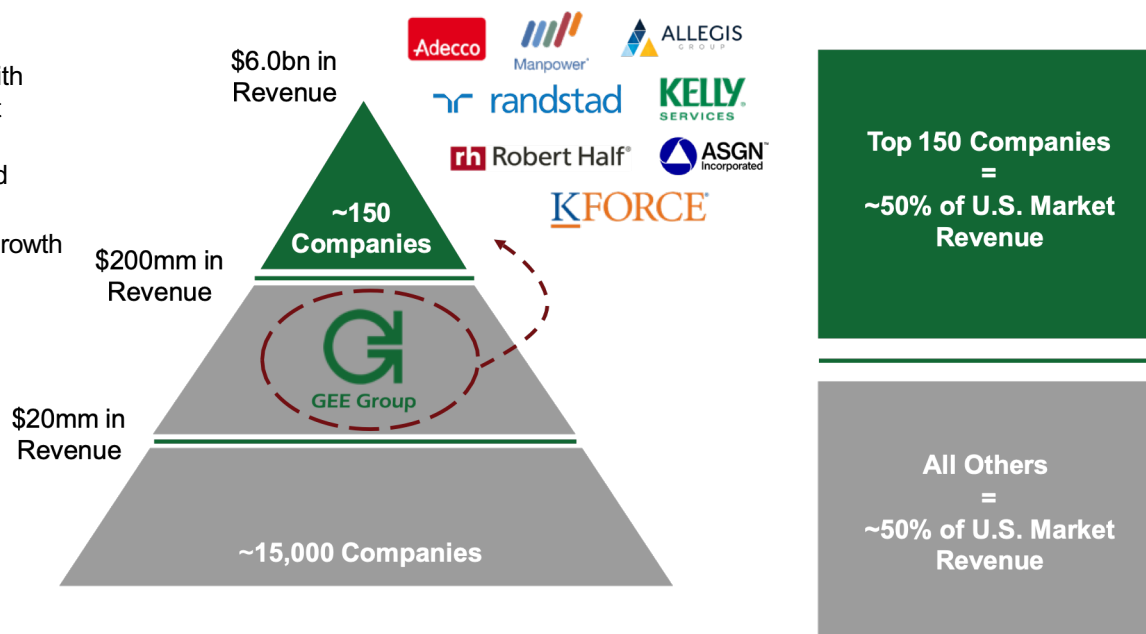 $6.0bn in
Revenue
Adecco
Manpower
ALLEGIS
GROUP
randstad
KELLY
SERVICES
rh Robert Half®
ASGN
Incorporated
KFORCE
~150
Companies
growth
$200mm in
Revenue
GEE Group
$20mm in
Revenue
~15,000 Companies
Top 150 Companies
=
~50% of U.S. Market
Revenue
All Others
=
~50% of U.S. Market
Revenue